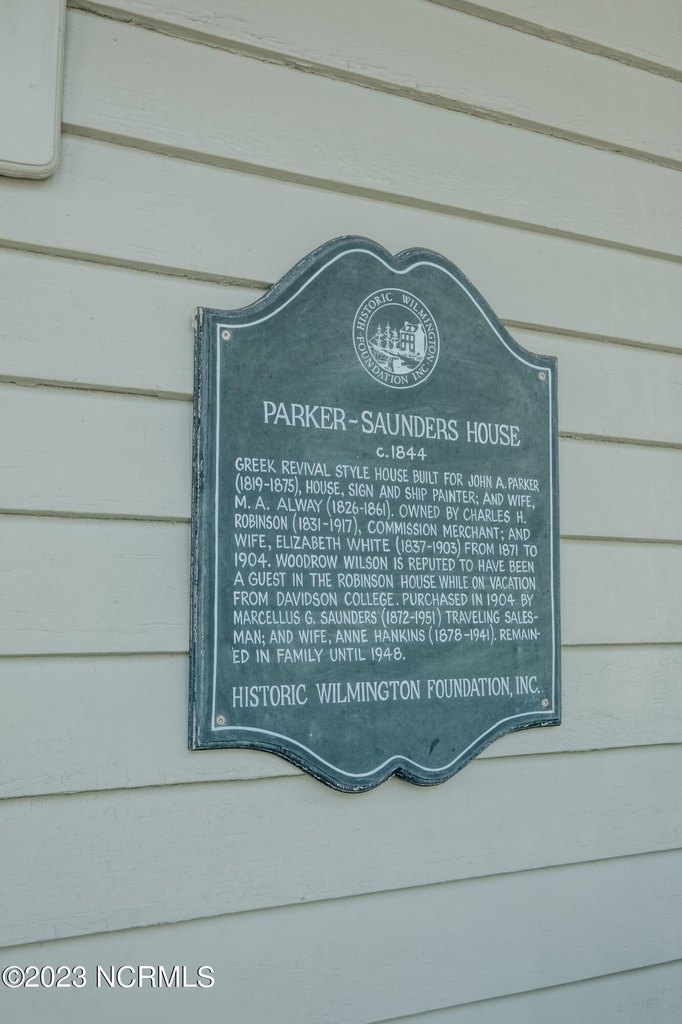 HISTORIC WILMINGTON
FOUNDATION INC.
PARKER-SAUNDERS HOUSE
c.1844
GREEK REVIVAL STYLE HOUSE BUILT FOR JOHN A. PARKER
(1819-1875), HOUSE, SIGN AND SHIP PAINTER; AND WIFE,
M. A. ALWAY (1826-1861). OWNED BY CHARLES H.
ROBINSON (1831-1917), COMMISSION MERCHANT; AND
WIFE, ELIZABETH WHITE (1837-1903) FROM 1871 TO
1904. WOODROW WILSON IS REPUTED TO HAVE BEEN
A GUEST IN THE ROBINSON HOUSE WHILE ON VACATION
FROM DAVIDSON COLLEGE. PURCHASED IN 1904 BY
MARCELLUS G. SAUNDERS (1872-1951) TRAVELING SALES-
MAN; AND WIFE, ANNE HANKINS (1878-1941). REMAIN-
ED IN FAMILY UNTIL 1948.
HISTORIC WILMINGTON FOUNDATION, INC.
©2023 NCRMLS